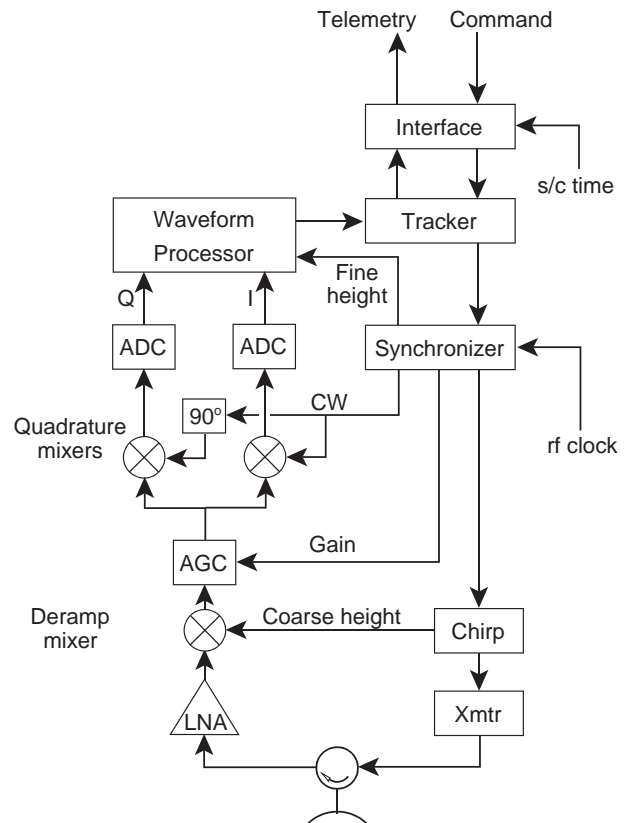 Telemetry
Command
Interface
s/c time
Waveform
Processor
Tracker
Fine
height
Q
I
ADC
ADC
Synchronizer
90°
CW
Quadrature
mixers
rf clock
AGC
Gain
Deramp
mixer
Coarse height
Chirp
LNA
Xmtr